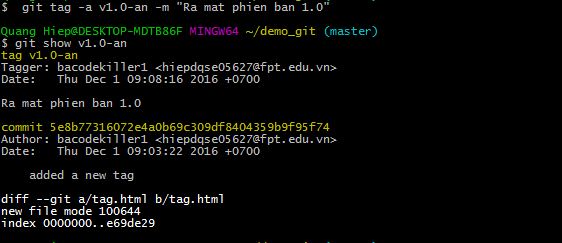 $  git tag -a v1.0-an -m "Ra mat phien ban 1.0"
Quang Hiep@DESKTOP-MDTB86F MINGW64 ~/demo_git (master)
$ git show v1.0-an
tag v1.0-an
Tagger: bacodekiller1 <hiepdqse05627@fpt.edu.vn>
Date:   Thu Dec 1 09:08:16 2016 +0700
Ra mat phien ban 1.0
commit 5e8b77316072e4a0b69c309df8404359b9f95f74
Author: bacodekiller1 <hiepdqse05627@fpt.edu.vn>
Date:   Thu Dec 1 09:03:22 2016 +0700
    added a new tag
diff --git a/tag.html b/tag.html
new file mode 100644
index 0000000..e69de29